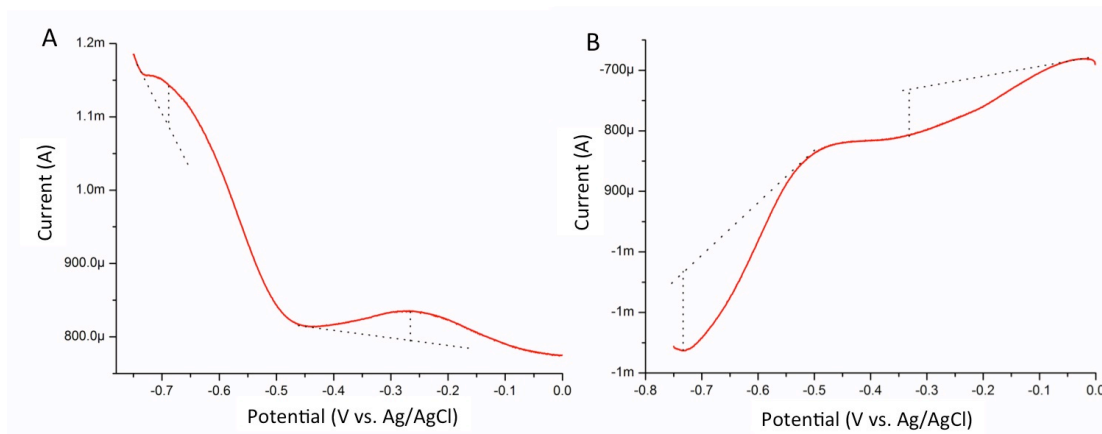 A
1.2m
1.1m
1.0m
900.0µ
800.0µ
Current (A)
-0.7
-0.6
-0.5
-0.4
-0.3
-0.2
-0.1
0.0
Potential (V vs. Ag/AgCl)
B
-700µ
800µ
900µ
-1m
-1m
-1m
Current (A)
-0.8
-0.7
-0.6
-0.5
-0.4
-0.3
-0.2
-0.1
0.0
Potential (V vs. Ag/AgCl)